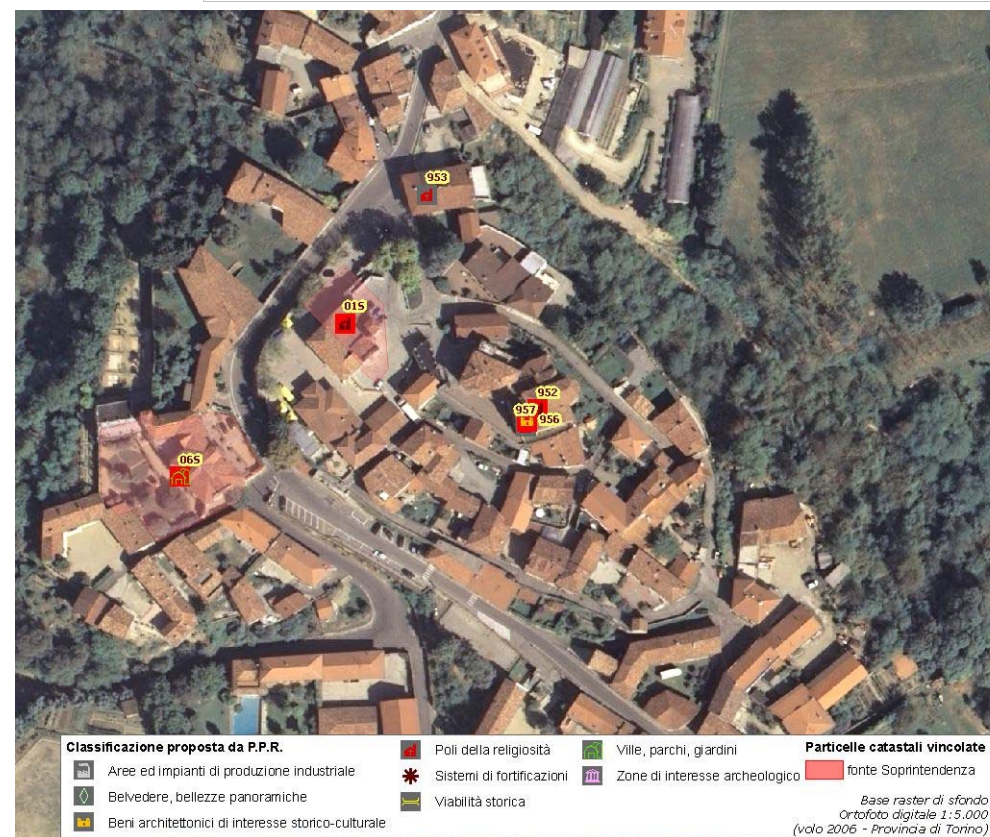 953
01S
952
957
956
06S
Classificazione proposta da P.P.R.
Aree ed impianti di produzione industriale
Belvedere, bellezze panoramiche
Beni architettonici di interesse storico-culturale
Poli della religiosità
Sistemi di fortificazioni
Viabilità storica
Ville, parchi, giardini
Zone di interesse archeologico
Particelle catastali vincolate
fonte Soprintendenza
Base raster di sfondo
Ortofoto digitale 1:5.000
(volo 2006 - Provincia di Torino)